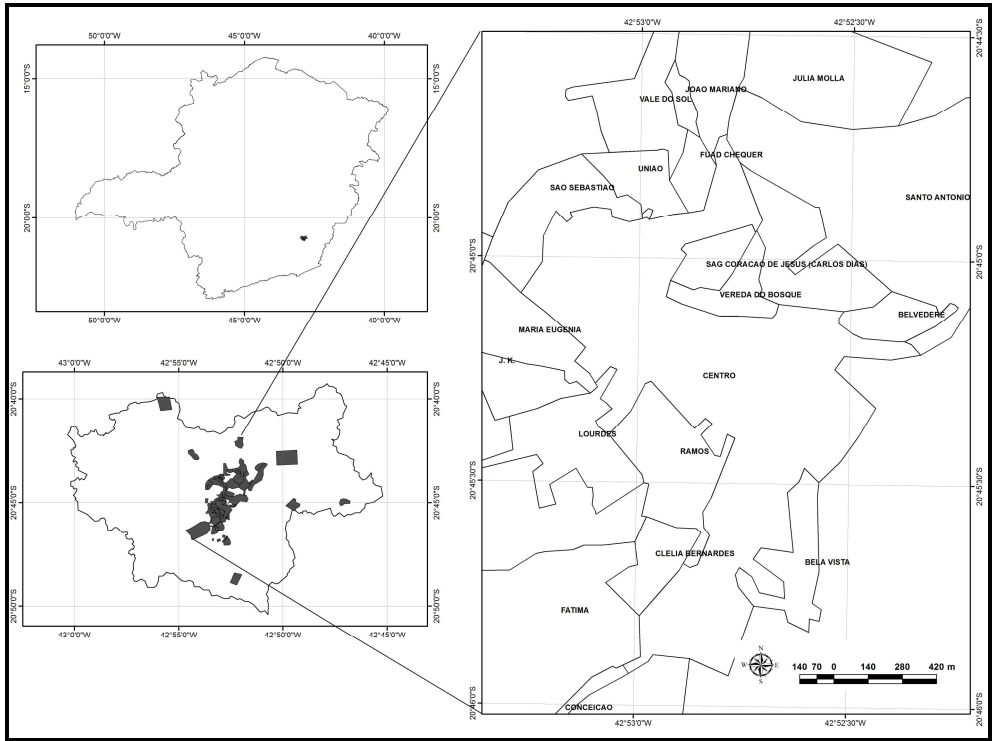 50°0'0"W 45°0'0"W 40°0'0"W
15°0'0"S 15°0'0"S
20°0'0"S 20°0'0"S
50°0'0"W 45°0'0"W 40°0'0"W
43°0'0"W 42°55'0"W 42°50'0"W 42°45'0"W
20°40'0"S 20°40'0"S
20°45'0"S 20°45'0"S
20°50'0"S 20°50'0"S
43°0'0"W 42°55'0"W 42°50'0"W 42°45'0"W
42°53'0"W 42°52'30"W
20°44'30"S
JULIA MOLLA
JOAO MARIANO
VALE DO SOL
FUAD CHEQUER
UNIAO
SAO SEBASTIAO
SANTO ANTONIO
20°45'0"S 20°45'0"S
SAG CORACAO DE JESUS (CARLOS DIAS)
VEREDA DO BOSQUE
BELVEDERE
MARIA EUGENIA
J. K.
CENTRO
LOURDES
RAMOS
20°45'30"S 20°45'30"S
CLELIA BERNARDES
BELA VISTA
FATIMA
N
W E
S
140 70 0 140 280 420 m
CONCEICAO
20°46'0"S 20°46'0"S
42°53'0"W 42°52'30"W